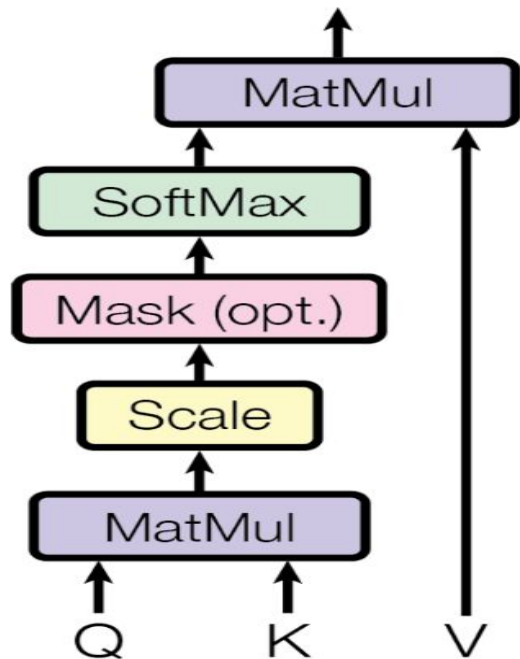 MatMul
SoftMax
Mask (opt.)
Scale
MatMul
Q K V